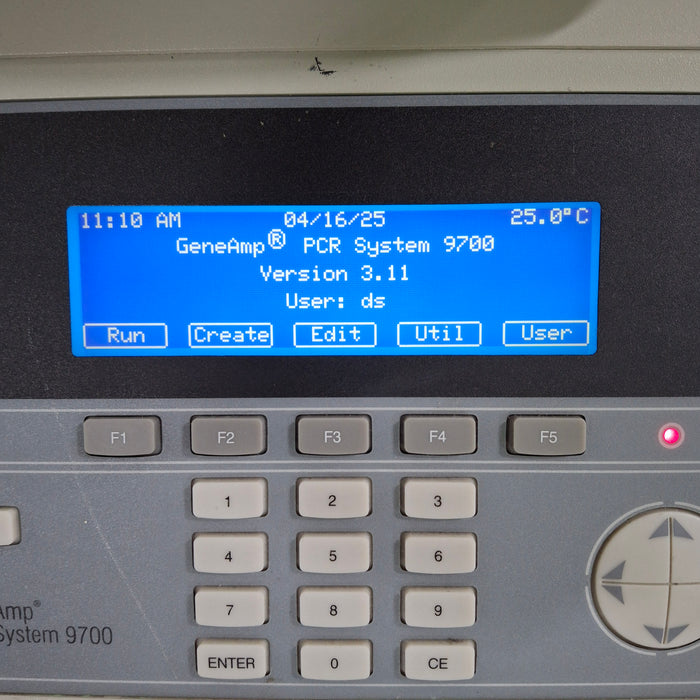 11:10 AM 04/16/25 25.0°C
GeneAmp® PCR System 9700
Version 3.11
User: ds
Run Create Edit Util User
F1 F2 F3 F4 F5
1 2 3
4 5 6
7 8 9
ENTER 0 CE
Amp®
System 9700